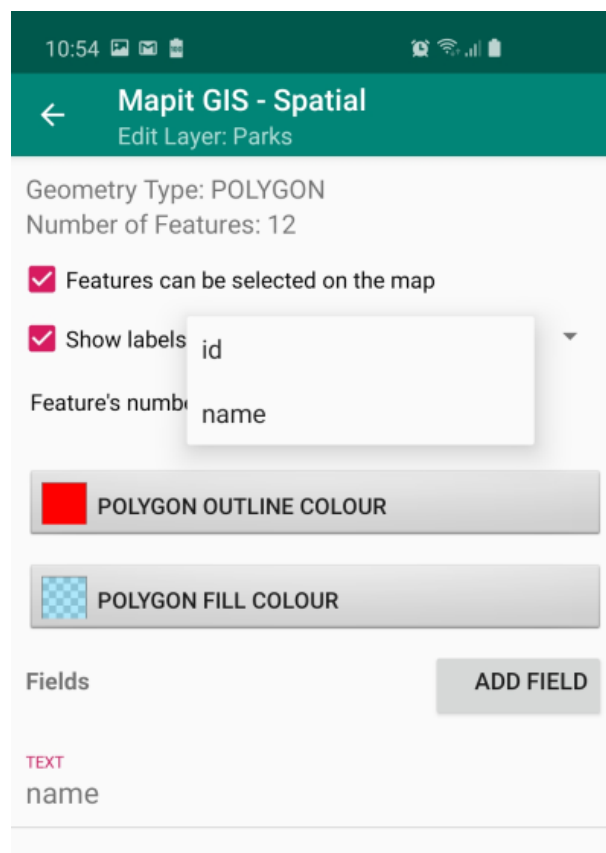 10:54
Mapit GIS - Spatial
Edit Layer: Parks
Geometry Type: POLYGON
Number of Features: 12
Features can be selected on the map
Show labels
id
Feature's numb
name
POLYGON OUTLINE COLOUR
POLYGON FILL COLOUR
Fields
ADD FIELD
TEXT
name